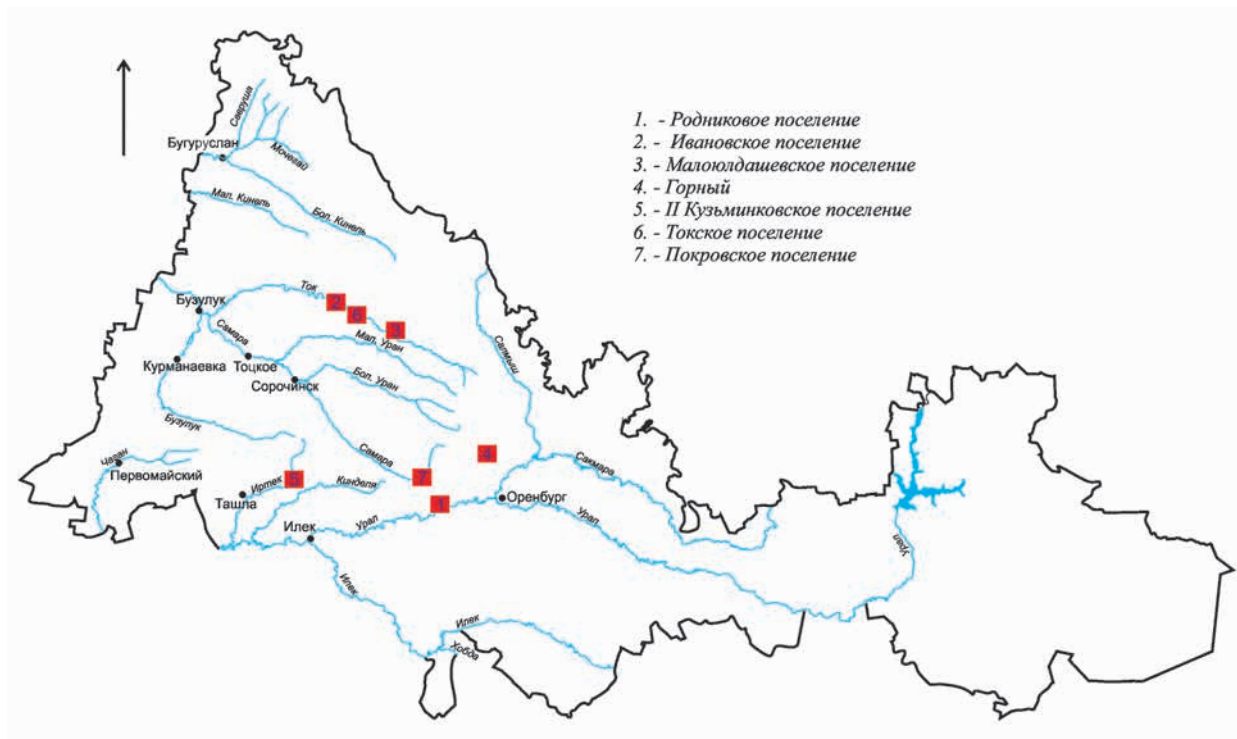 1. - Родниковое поселение
2. - Ивановское поселение
3. - Малоюлдашевское поселение
4. - Горный
5. - II Кузьминковское поселение
6. - Токское поселение
7. - Покровское поселение
Савруша
Бугуруслан
Мочегай
Мал. Кинель
Бол. Кинель
Ток
2
6
3
Бузулук
Самара
Мал. Уран
Салмыш
Курманаевка
Тоцкое
Сорочинск
Бол. Уран
Бузулук
Самара
4
Сакмара
Чаган
Первомайский
Иртек
5
Кинделя
7
Ташла
1
Оренбург
Урал
Илек
Урал
Урал
Илек
Илек
Хобда